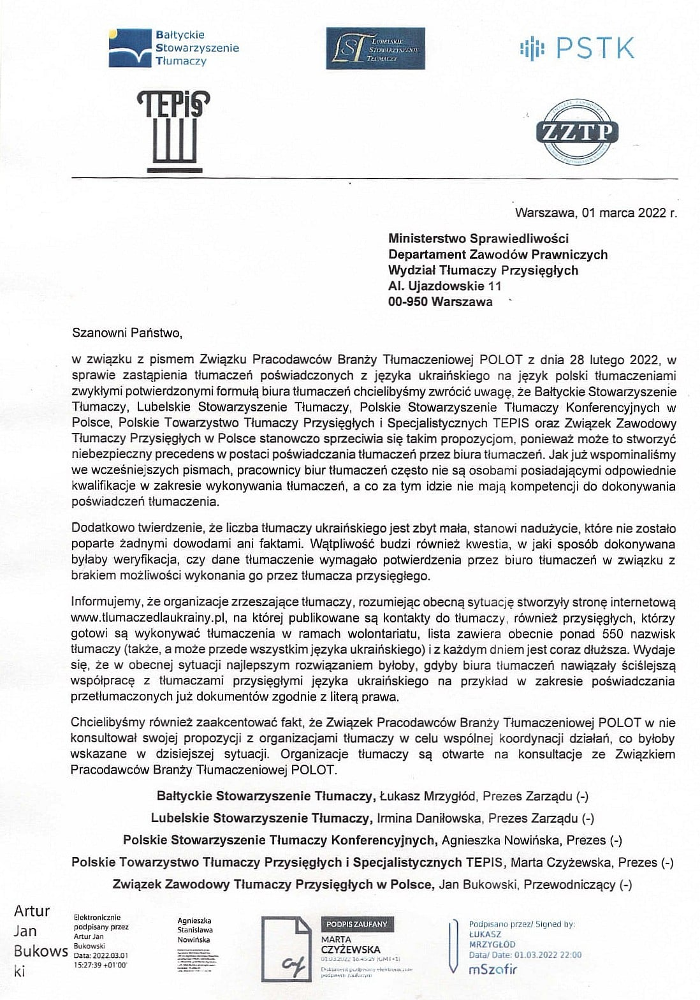 Bałtyckie
Stowarzyszenie
Tłumaczy
LST
LUBELSKIE
STOWARZYSZENIE
TŁUMACZY
PSTK
TEPiS
ZZTP
Warszawa, 01 marca 2022 r.
Ministerstwo Sprawiedliwości
Departament Zawodów Prawniczych
Wydział Tłumaczy Przysięgłych
Al. Ujazdowskie 11
00-950 Warszawa
Szanowni Państwo,
w związku z pismem Związku Pracodawców Branży Tłumaczeniowej POLOT z dnia 28 lutego 2022, w
sprawie zastąpienia tłumaczeń poświadczonych z języka ukraińskiego na język polski tłumaczeniami
zwykłymi potwierdzonymi formułą biura tłumaczeń chcielibyśmy zwrócić uwagę, że Bałtyckie Stowarzyszenie
Tłumaczy, Lubelskie Stowarzyszenie Tłumaczy, Polskie Stowarzyszenie Tłumaczy Konferencyjnych w
Polsce, Polskie Towarzystwo Tłumaczy Przysięgłych i Specjalistycznych TEPIS oraz Związek Zawodowy
Tłumaczy Przysięgłych w Polsce stanowczo sprzeciwia się takim propozycjom, ponieważ może to stworzyć
niebezpieczny precedens w postaci poświadczania tłumaczeń przez biura tłumaczeń. Jak już wspominaliśmy
we wcześniejszych pismach, pracownicy biur tłumaczeń często nie są osobami posiadającymi odpowiednie
kwalifikacje w zakresie wykonywania tłumaczeń, a co za tym idzie nie mają kompetencji do dokonywania
poświadczeń tłumaczenia.
Dodatkowo twierdzenie, że liczba tłumaczy ukraińskiego jest zbyt mała, stanowi nadużycie, które nie zostało
poparte żadnymi dowodami ani faktami. Wątpliwość budzi również kwestia, w jaki sposób dokonywana
byłaby weryfikacja, czy dane tłumaczenie wymagało potwierdzenia przez biuro tłumaczeń w związku z
brakiem możliwości wykonania go przez tłumacza przysięgłego.
Informujemy, że organizacje zrzeszające tłumaczy, rozumiejąc obecną sytuację stworzyły stronę internetową
www.tlumaczedlaukrainy.pl, na której publikowane są kontakty do tłumaczy, również przysięgłych, którzy
gotowi są wykonywać tłumaczenia w ramach wolontariatu, lista zawiera obecnie ponad 550 nazwisk
tłumaczy (także, a może przede wszystkim języka ukraińskiego) i z każdym dniem jest coraz dłuższa. Wydaje
się, że w obecnej sytuacji najlepszym rozwiązaniem byłoby, gdyby biura tłumaczeń nawiązały ściślejszą
współpracę z tłumaczami przysięgłymi języka ukraińskiego na przykład w zakresie poświadczania
przetłumaczonych już dokumentów zgodnie z literą prawa.
Chcielibyśmy również zaakcentować fakt, że Związek Pracodawców Branży Tłumaczeniowej POLOT w nie
konsultował swojej propozycji z organizacjami tłumaczy w celu wspólnej koordynacji działań, co byłoby
wskazane w dzisiejszej sytuacji. Organizacje tłumaczy są otwarte na konsultacje ze Związkiem
Pracodawców Branży Tłumaczeniowej POLOT.
Bałtyckie Stowarzyszenie Tłumaczy, Łukasz Mrzygłód, Prezes Zarządu (-)
Lubelskie Stowarzyszenie Tłumaczy, Irmina Daniłowska, Prezes Zarządu (-)
Polskie Stowarzyszenie Tłumaczy Konferencyjnych, Agnieszka Nowińska, Prezes (-)
Polskie Towarzystwo Tłumaczy Przysięgłych i Specjalistycznych TEPIS, Marta Czyżewska, Prezes (-)
Związek Zawodowy Tłumaczy Przysięgłych w Polsce, Jan Bukowski, Przewodniczący (-)
Artur
Jan
Bukows
ki
Elektronicznie
podpisany przez
Artur Jan
Bukowski
Data: 2022.03.01
15:27:39 +01'00'
Agnieszka
Stanisława
Nowińska
PODPIS ZAUFANY
MARTA
CZYŻEWSKA
01.03.2022 16:45:25 [GMT+1]
Dokument podpisany elektronicznie
podpisem zaufanym
Podpisano przez/ Signed by:
ŁUKASZ
MRZYGŁÓD
Data/ Date: 01.03.2022 22:00
mSzafir